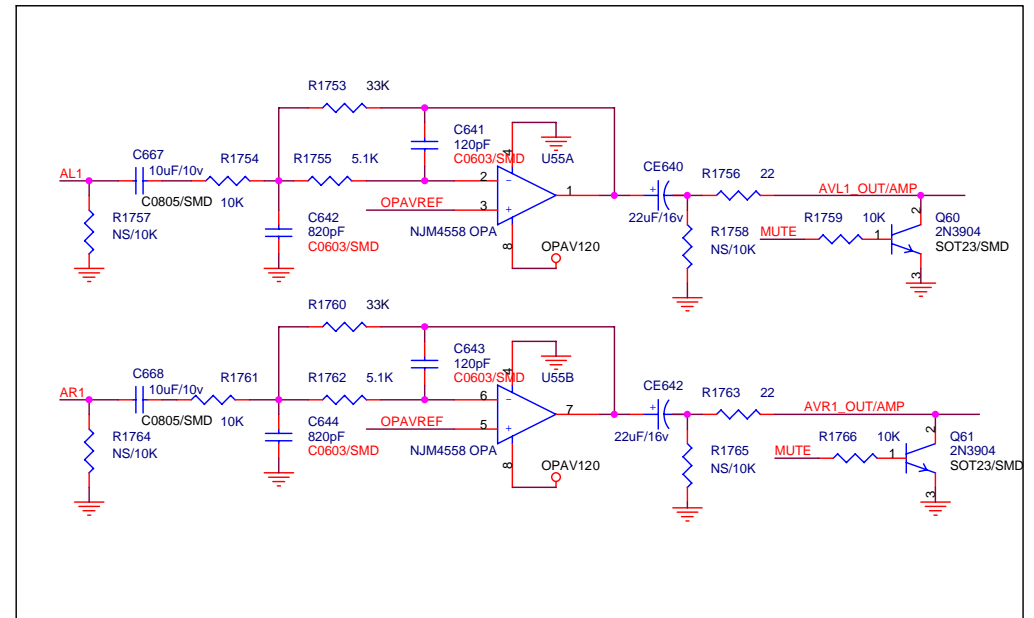 R1753 33K
C641
120pF
C0603/SMD
4
U55A
C667
10uF/10v
C0805/SMD
R1754
10K
R1755 5.1K
AL1
2
3
1
8
OPAVREF
NJM4558 OPA
OPAV120
R1757
NS/10K
C642
820pF
C0603/SMD
CE640
22uF/16v
R1756 22
AVL1_OUT/AMP
R1758
NS/10K
MUTE
R1759 10K
1
2
3
Q60
2N3904
SOT23/SMD
R1760 33K
C643
120pF
C0603/SMD
4
U55B
C668
10uF/10v
C0805/SMD
R1761
10K
R1762 5.1K
AR1
6
5
7
8
OPAVREF
NJM4558 OPA
OPAV120
R1764
NS/10K
C644
820pF
C0603/SMD
CE642
22uF/16v
R1763 22
AVR1_OUT/AMP
R1765
NS/10K
MUTE
R1766 10K
1
2
3
Q61
2N3904
SOT23/SMD